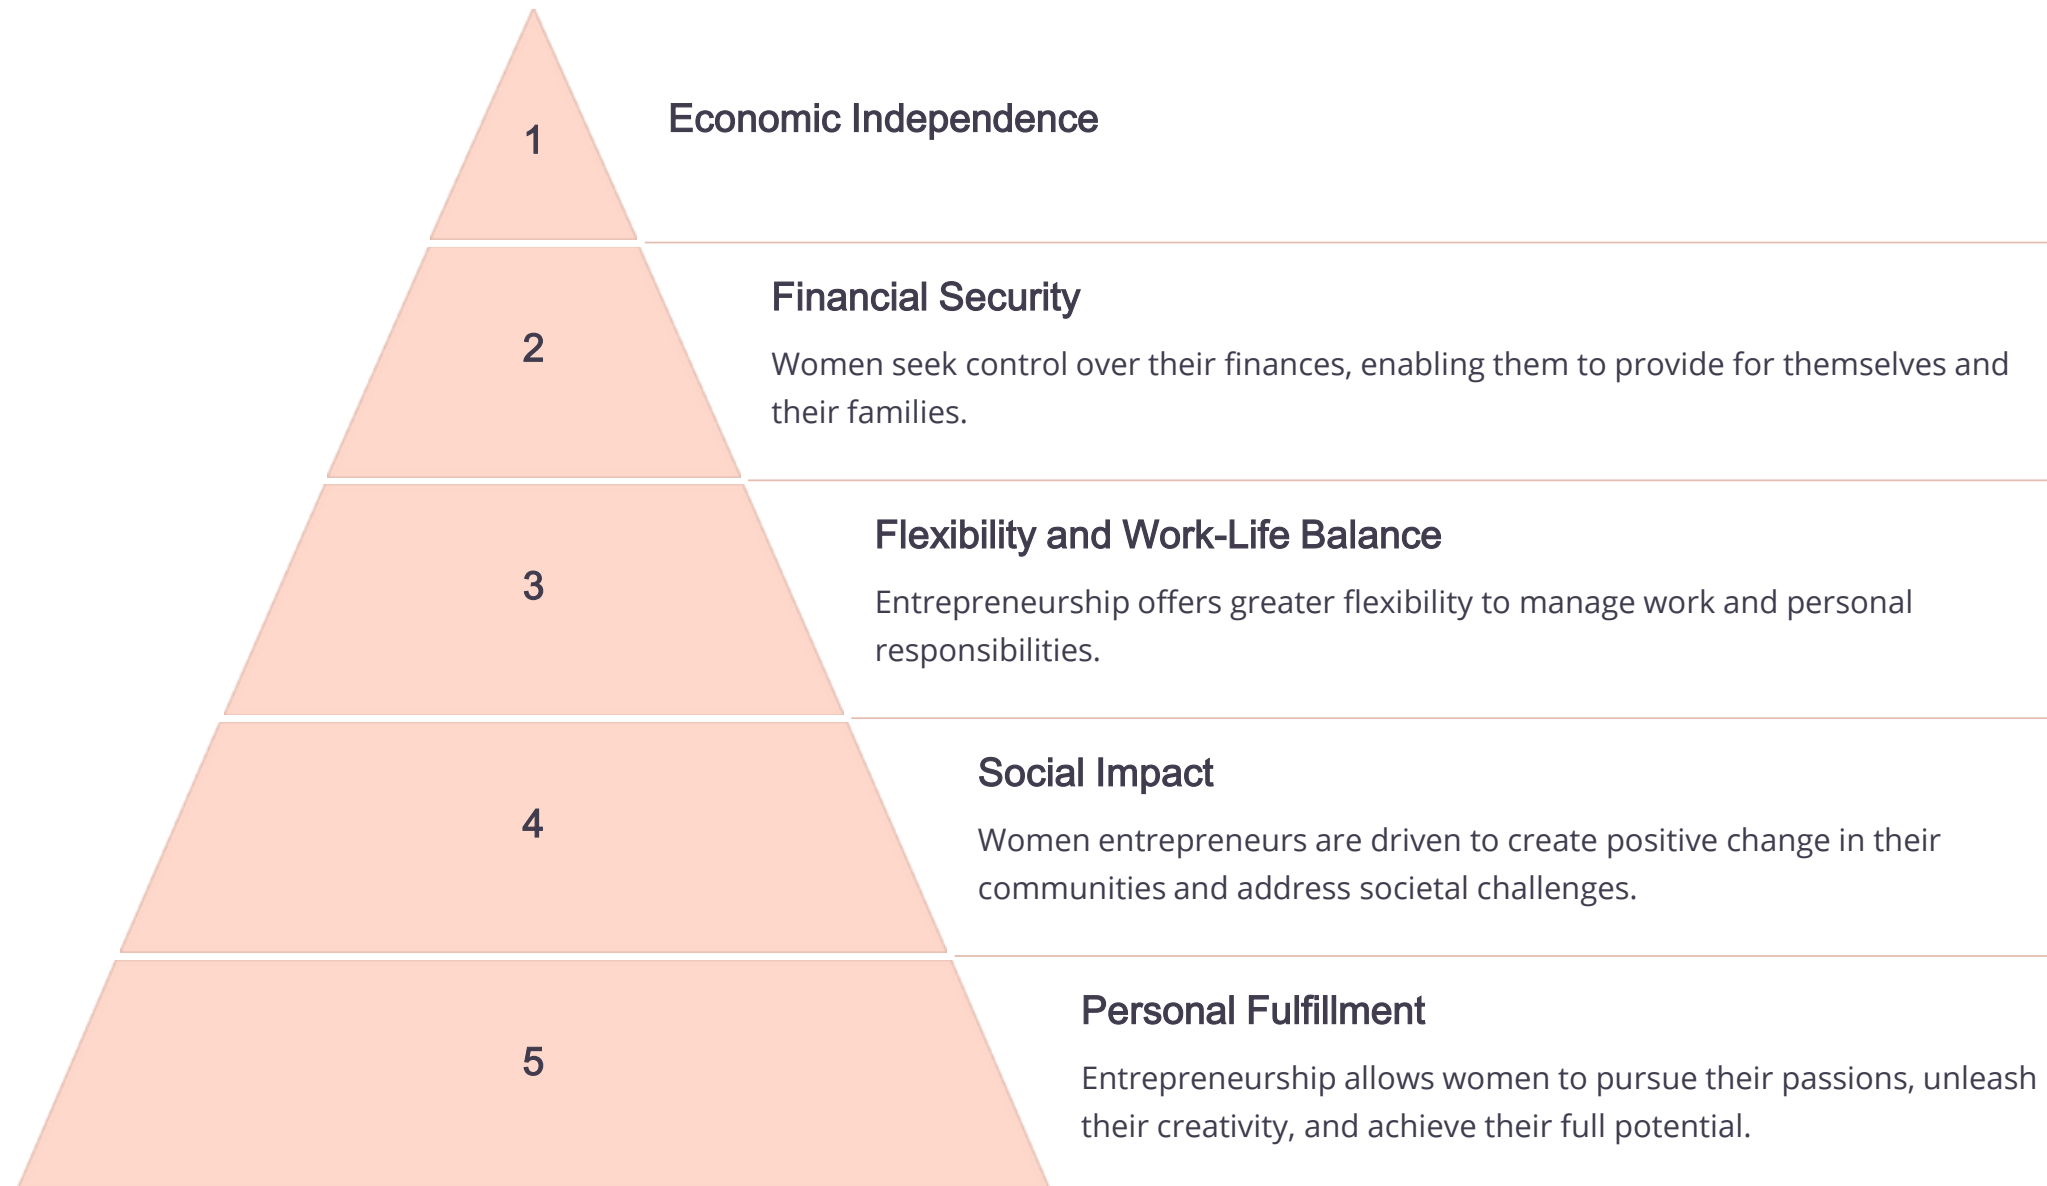 1
Economic Independence
2
Financial Security
Women seek control over their finances, enabling them to provide for themselves and
their families.
3
Flexibility and Work-Life Balance
Entrepreneurship offers greater flexibility to manage work and personal
responsibilities.
4
Social Impact
Women entrepreneurs are driven to create positive change in their
communities and address societal challenges.
5
Personal Fulfillment
Entrepreneurship allows women to pursue their passions, unleash
their creativity, and achieve their full potential.